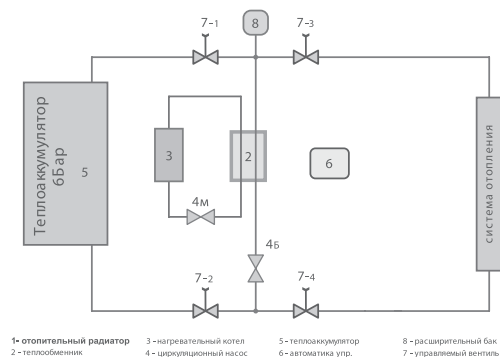 7-1
8
7-3
Теплоаккумулятор
6Бар
5
3
2
6
система отопления
4м
4Б
7-2
7-4
1- отопительный радиатор
2 - теплообменник
3 - нагревательный котел
4 - циркуляционный насос
5 - теплоаккумулятор
6 - автоматика упр.
8 - расширительный бак
7 - управляемый вентиль